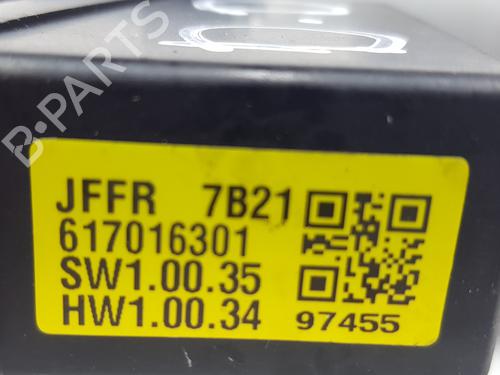 B-PARTS
JFFR 7B21
617016301
SW1.00.35
HW1.00.34
97455